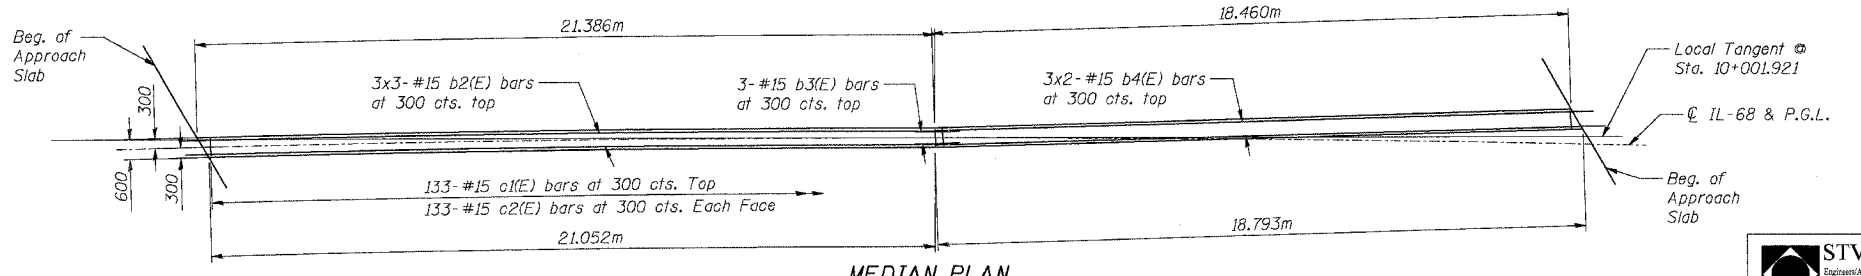 21.386m
18.460m
Beg. of
Approach
Slab
Local Tangent @
Sta. 10+001.921
3x3-#15 b2(E) bars
at 300 cts. top
3-#15 b3(E) bars
at 300 cts. top
3x2-#15 b4(E) bars
at 300 cts. top
300
℄ IL-68 & P.G.L.
600
300
133-#15 c1(E) bars at 300 cts. Top
133-#15 c2(E) bars at 300 cts. Each Face
Beg. of
Approach
Slab
21.052m
18.793m
MEDIAN PLAN
STV